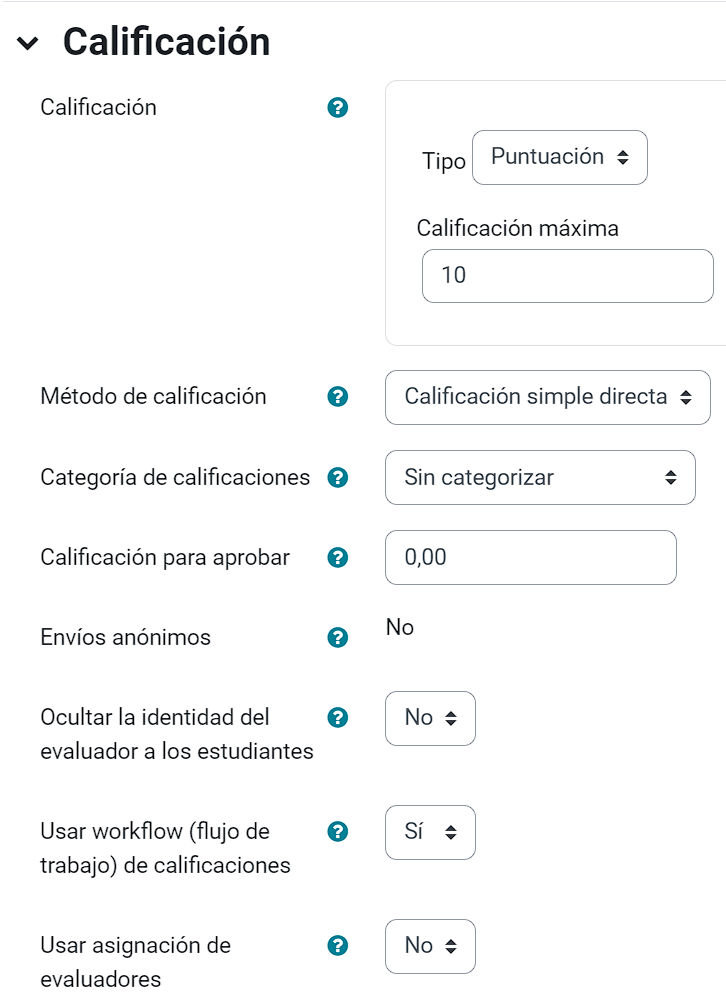 Calificación
Calificación
Tipo Puntuación
Calificación máxima
10
Método de calificación Calificación simple directa
Categoría de calificaciones Sin categorizar
Calificación para aprobar 0,00
Envíos anónimos No
Ocultar la identidad del No
evaluador a los estudiantes
Usar workflow (flujo de Sí
trabajo) de calificaciones
Usar asignación de No
evaluadores